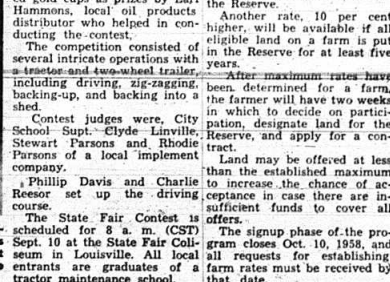 ed gold cups as prizes by Earl
Hammens, local oil products
distributor who helped in con-
ducting the contest.
The competition consisted of
several intricate operations with
a tractor and two-wheel trailer,
including driving, zig-zagging,
backing-up, and backing into a
shed.
Contest judges were, City
School Supt. Clyde Linville,
Stewart Parsons and Rhodie
Parsons of a local implement
company.
Phillip Davis and Charlie
Reesor set up the driving
course.
The State Fair Contest is
scheduled for 8 a. m. (CST)
Sept. 10 at the State Fair Coli-
seum in Louisville. All local
entrants are graduates of a
tractor maintenance school.
the Reserve.
Another rate, 10 per cent
higher, will be available if all
eligible land on a farm is put
in the Reserve for at least five
years.
After maximum rates have
been determined for a farm,
the farmer will have two weeks
in which to decide on partici-
pation, designate land for the
Reserve, and apply for a con-
tract.
Land may be offered at less
than the established maximum
to increase the chance of ac-
ceptance in case there are in-
sufficient funds to cover all
offers.
The signup phase of the pro-
gram closes Oct. 10, 1958, and
all requests for establishing
farm rates must be received by
that date.